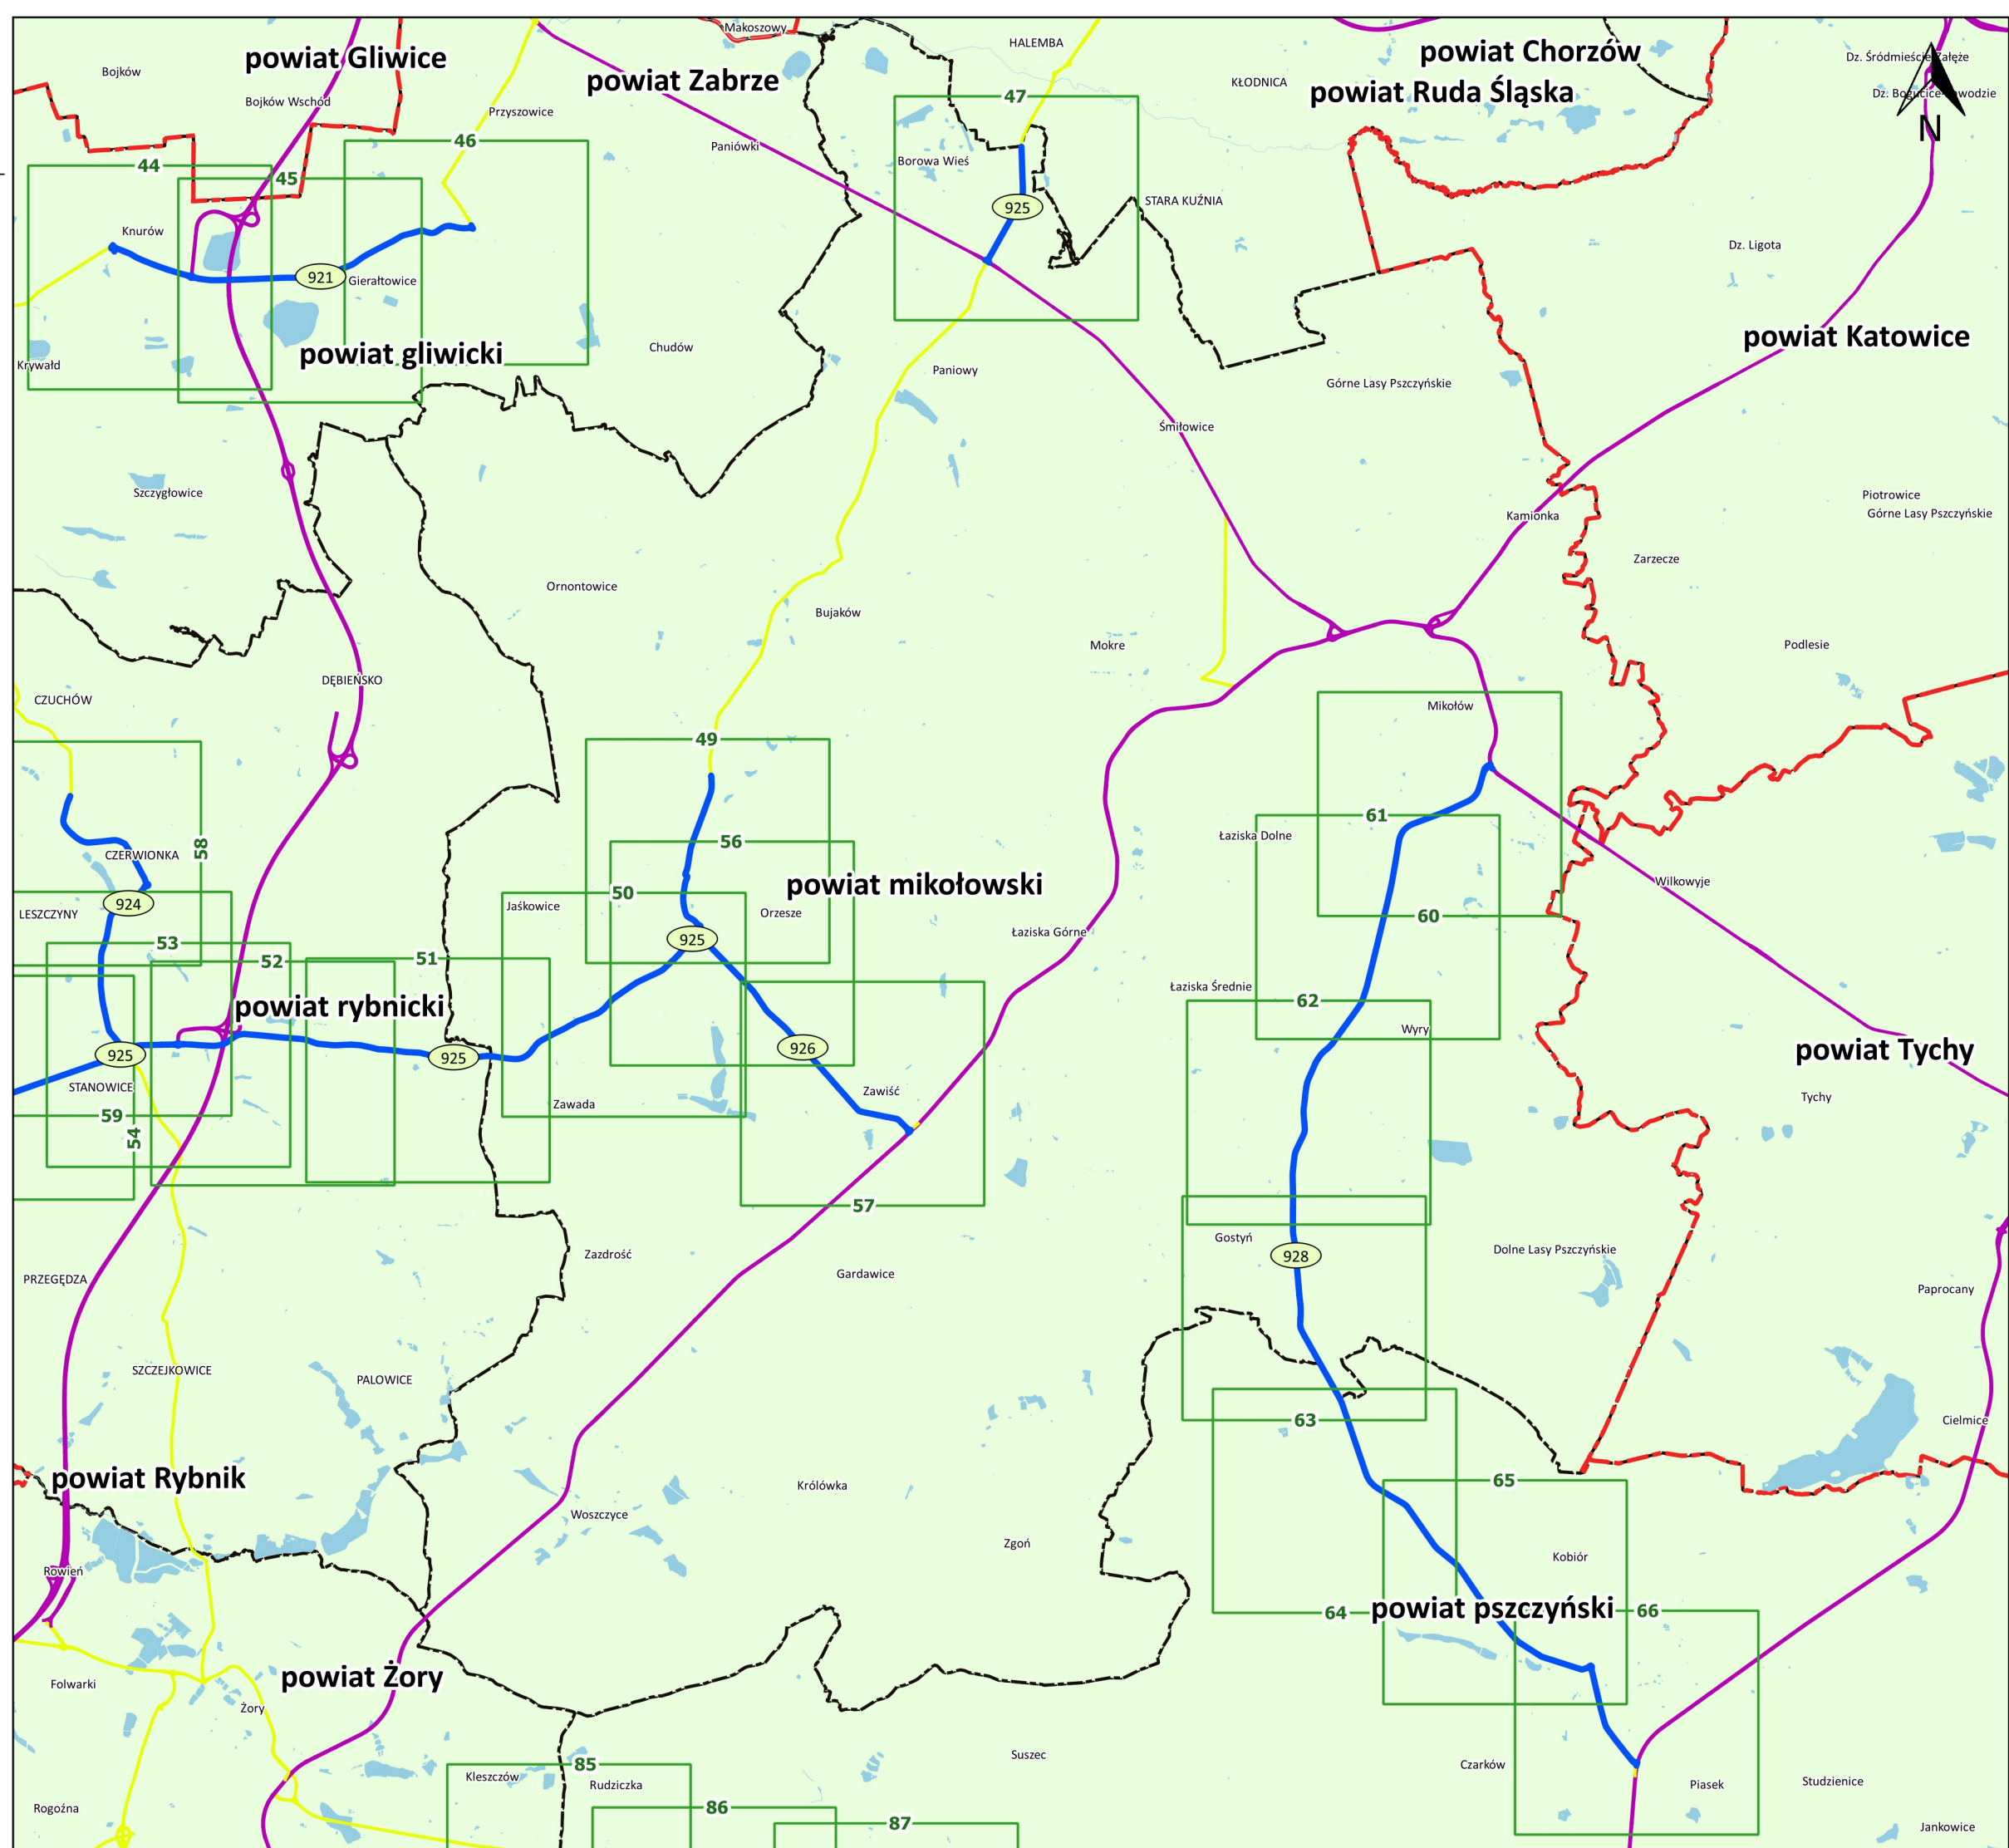 Makoszowy
HALEMBA
powiat Chorzów
powiat Gliwice
Dz. Śródmieście-Załęże
Bojków
powiat Zabrze
KŁODNICA
powiat Ruda Śląska
Dz. Bogucice-Zawodzie
47
Bojków Wschód
Przyszowice
N
46
Paniówki
Borowa Wieś
44
45
STARA KUŹNIA
925
Knurów
Dz. Ligota
921
Gierałtowice
powiat Katowice
Chudów
powiat gliwicki
Krywałd
Paniowy
Górne Lasy Pszczyńskie
Śmiłowice
Szczygłowice
Piotrowice
Górne Lasy Pszczyńskie
Kamionka
Zarzecze
Ornontowice
Bujaków
Mokre
Podlesie
DĘBIEŃSKO
CZUCHÓW
Mikołów
49
61
Łaziska Dolne
58
56
CZERWIONKA
Wilkowyje
powiat mikołowski
50
924
Jaśkowice
Orzesze
LESZCZYNY
60
Łaziska Górne
925
53
51
52
Łaziska Średnie
62
powiat rybnicki
Wyry
926
powiat Tychy
925
925
STANOWICE
Zawiść
Tychy
Zawada
59
54
57
Gostyń
Zazdrość
928
Dolne Lasy Pszczyńskie
Gardawice
PRZEGĘDZA
Paprocany
SZCZEJKOWICE
PALOWICE
63
Cielmice
powiat Rybnik
65
Królówka
Woszczyce
Zgoń
Kobiór
Rowień
64
powiat pszczyński
66
powiat Żory
Folwarki
Żory
Suszec
85
Czarków
Kleszczów
Rudziczka
Piasek
Studzienice
86
Rogoźna
87
Jankowice